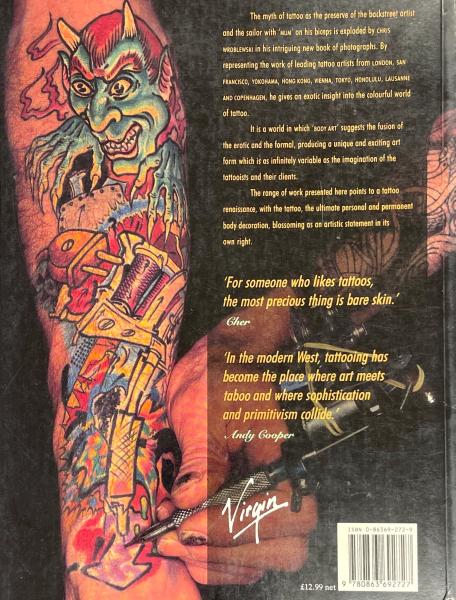 The myth of tattoo as the preserve of the backstreet artist
and the sailor with 'MUM' on his biceps is exploded by CHRIS
WROBLEWSKI in his intriguing new book of photographs. By
representing the work of leading tattoo artists from LONDON, SAN
FRANCISCO, YOKOHAMA, HONG KONG, VIENNA, TOKYO, HONOLULU, LAUSANNE
AND COPENHAGEN, he gives an exotic insight into the colourful world
of tattoo.
It is a world in which 'BODY ART' suggests the fusion of
the erotic and the formal, producing a unique and exciting art
form which is as infinitely variable as the imagination of the
tattooists and their clients.
The range of work presented here points to a tattoo
renaissance, with the tattoo, the ultimate personal and permanent
body decoration, blossoming as an artistic statement in its
own right.
'For someone who likes tattoos,
the most precious thing is bare skin.'
Cher
'In the modern West, tattooing has
become the place where art meets
taboo and where sophistication
and primitivism collide.
Andy Cooper
Virgin
ISBN 0-86369-272-9
£12.99 net
9 780863 692727